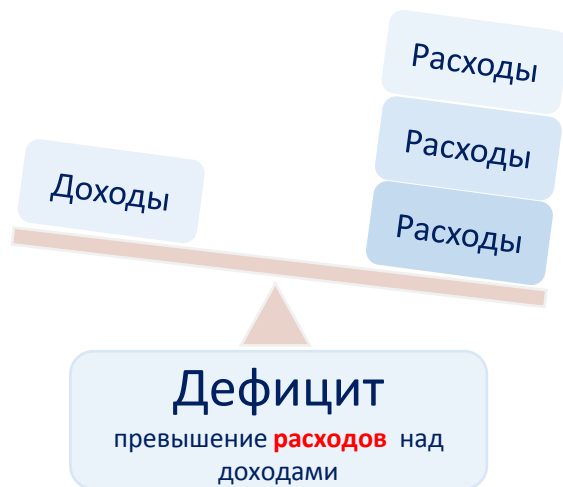 Расходы
Расходы
Доходы
Расходы
Дефицит
превышение расходов над
доходами